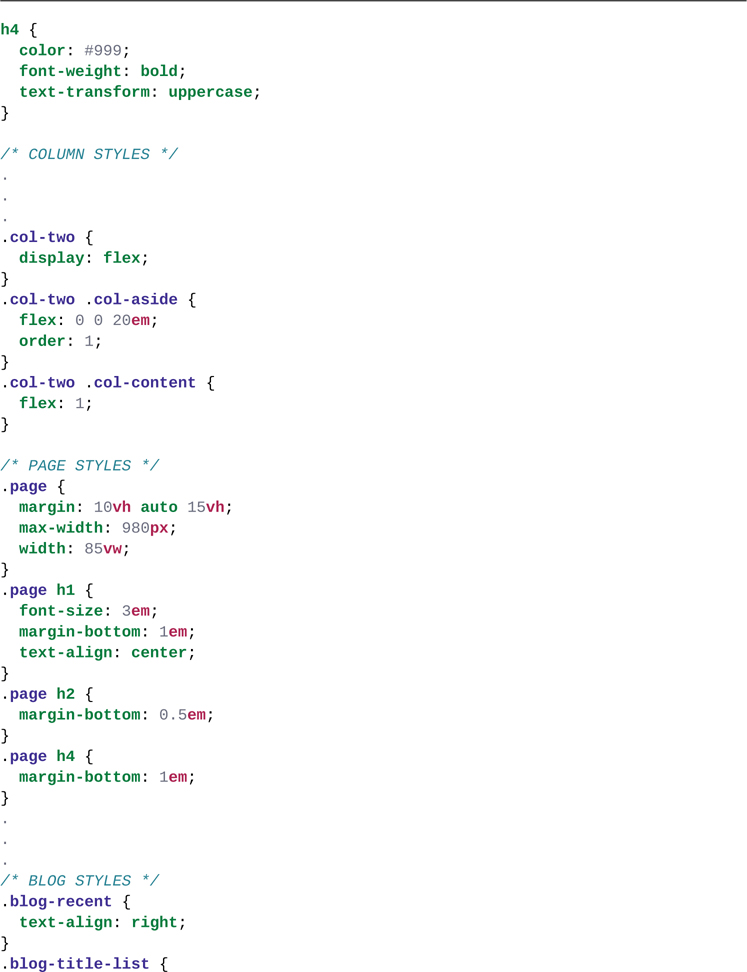 h4 {
  color: #999;
  font-weight: bold;
  text-transform: uppercase;
}

/* COLUMN STYLES */
.
.
.
.col-two {
  display: flex;
}
.col-two .col-aside {
  flex: 0 0 20em;
  order: 1;
}
.col-two .col-content {
  flex: 1;
}

/* PAGE STYLES */
.page {
  margin: 10vh auto 15vh;
  max-width: 980px;
  width: 85vw;
}
.page h1 {
  font-size: 3em;
  margin-bottom: 1em;
  text-align: center;
}
.page h2 {
  margin-bottom: 0.5em;
}
.page h4 {
  margin-bottom: 1em;
}
.
.
.
/* BLOG STYLES */
.blog-recent {
  text-align: right;
}
.blog-title-list {